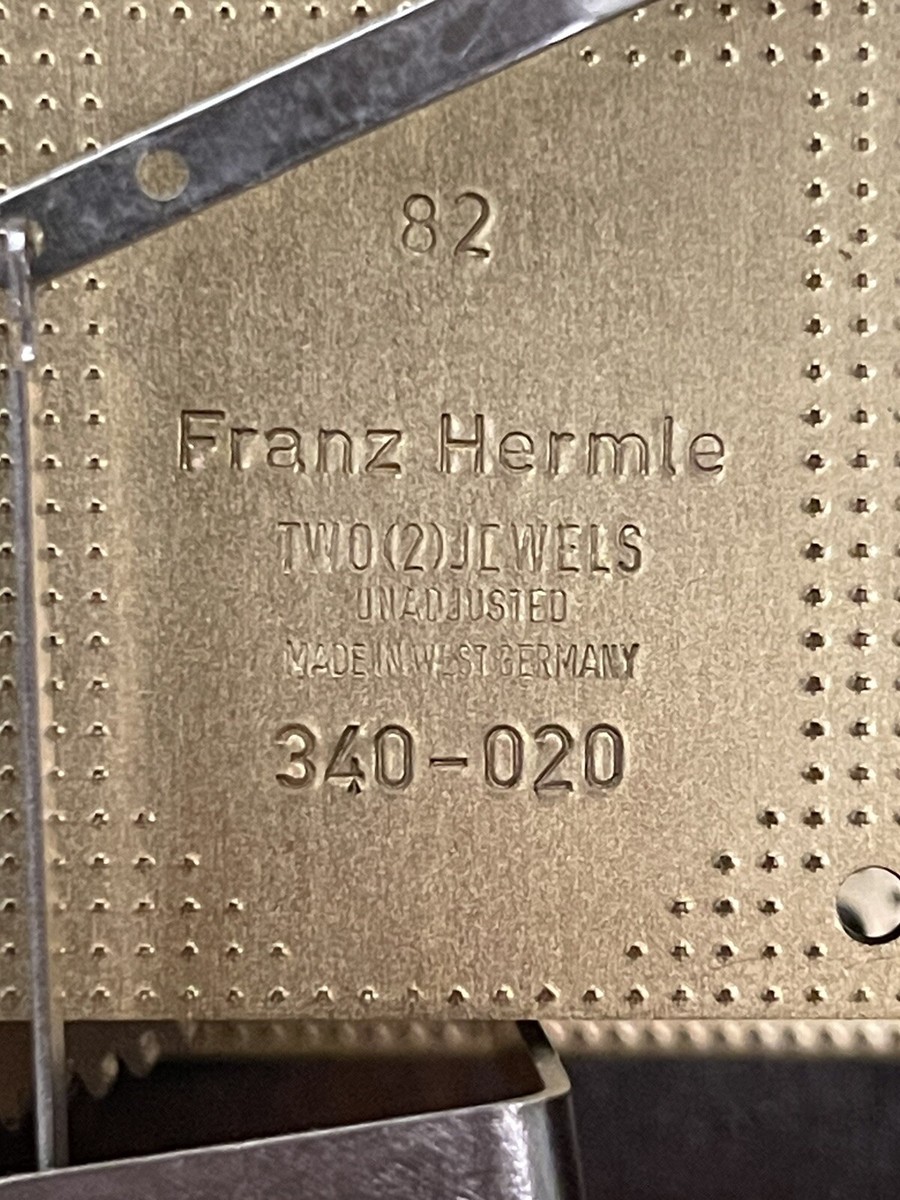 82
Franz Hermle
TWO(2)JEWELS
UNADJUSTED
MADE IN WEST GERMANY
340-020